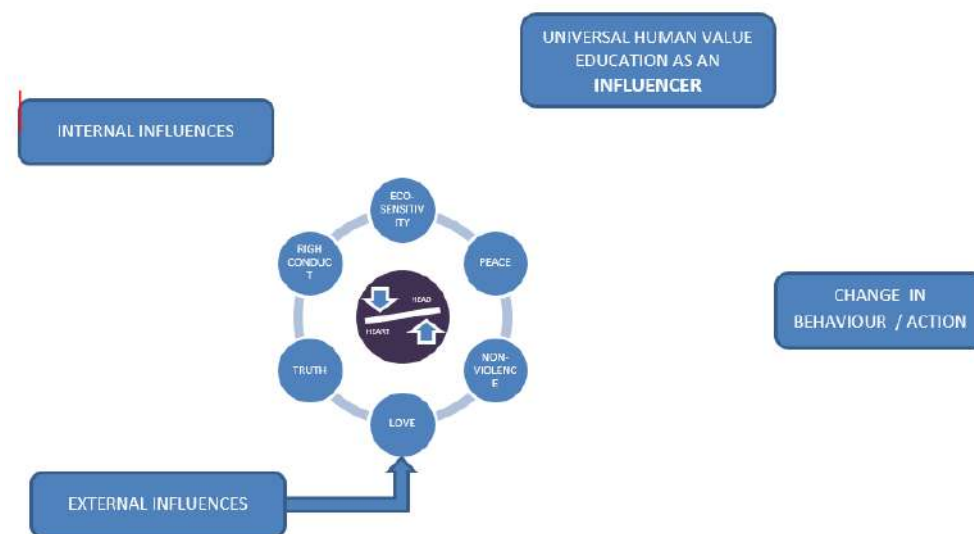 UNIVERSAL HUMAN VALUE
EDUCATION AS AN
INFLUENCER
INTERNAL INFLUENCES
ECO-
SENSITIV
ITY
RIGH
CONDUC
T
PEACE
HEAD
HEART
CHANGE IN
BEHAVIOUR / ACTION
TRUTH
NON-
VIOLENC
E
LOVE
EXTERNAL INFLUENCES